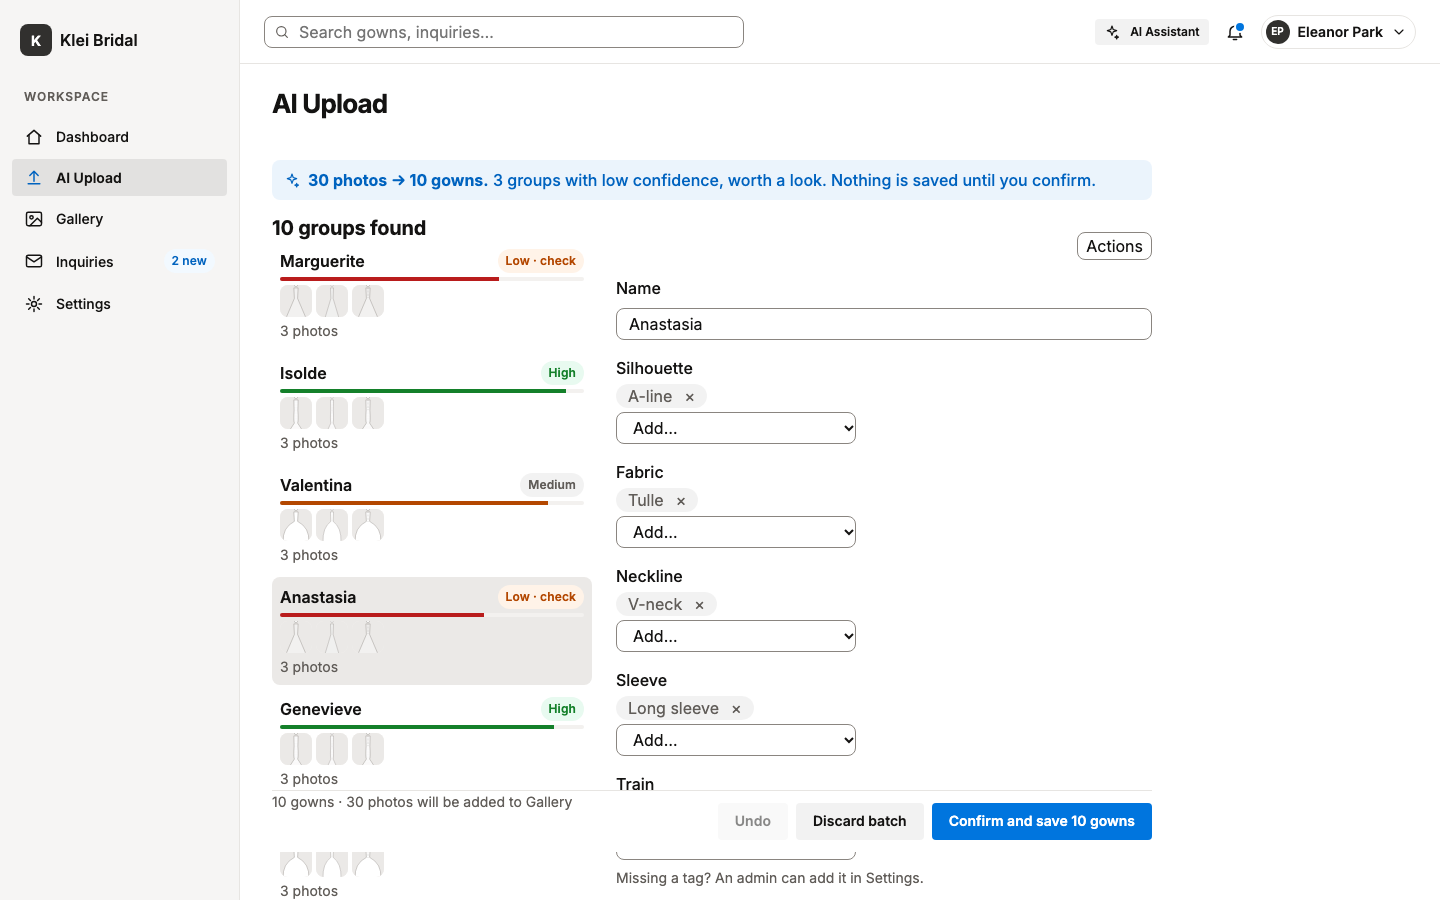 K Klei Bridal
Search gowns, inquiries...
AI Assistant
EP Eleanor Park
WORKSPACE
Dashboard
AI Upload
Gallery
Inquiries 2 new
Settings
AI Upload
30 photos → 10 gowns. 3 groups with low confidence, worth a look. Nothing is saved until you confirm.
10 groups found
Actions
Marguerite Low · check
3 photos
Isolde High
3 photos
Valentina Medium
3 photos
Anastasia Low · check
3 photos
Genevieve High
3 photos
3 photos
Name
Anastasia
Silhouette
A-line ×
Add...
Fabric
Tulle ×
Add...
Neckline
V-neck ×
Add...
Sleeve
Long sleeve ×
Add...
Train
Missing a tag? An admin can add it in Settings.
10 gowns · 30 photos will be added to Gallery
Undo
Discard batch
Confirm and save 10 gowns